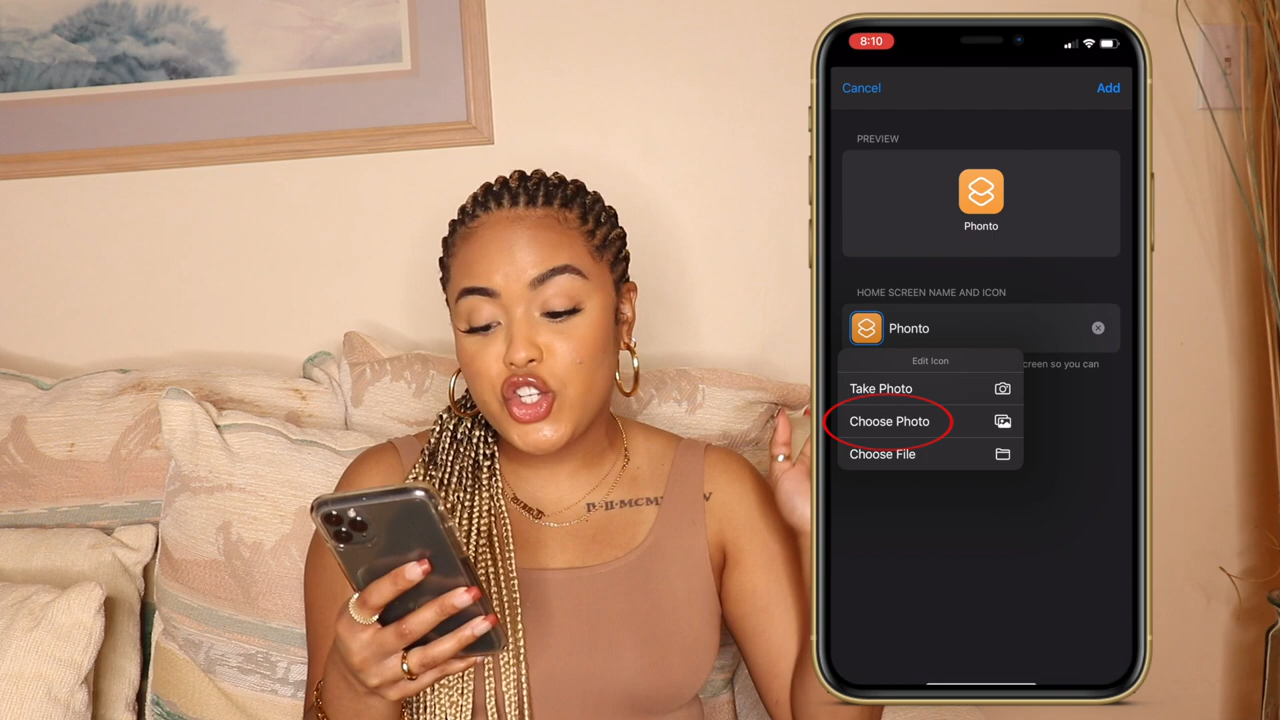 8:10
Cancel
Add
PREVIEW
Phonto
HOME SCREEN NAME AND ICON
Phonto
creen so you can
Edit Icon
Take Photo
Choose Photo
Choose File